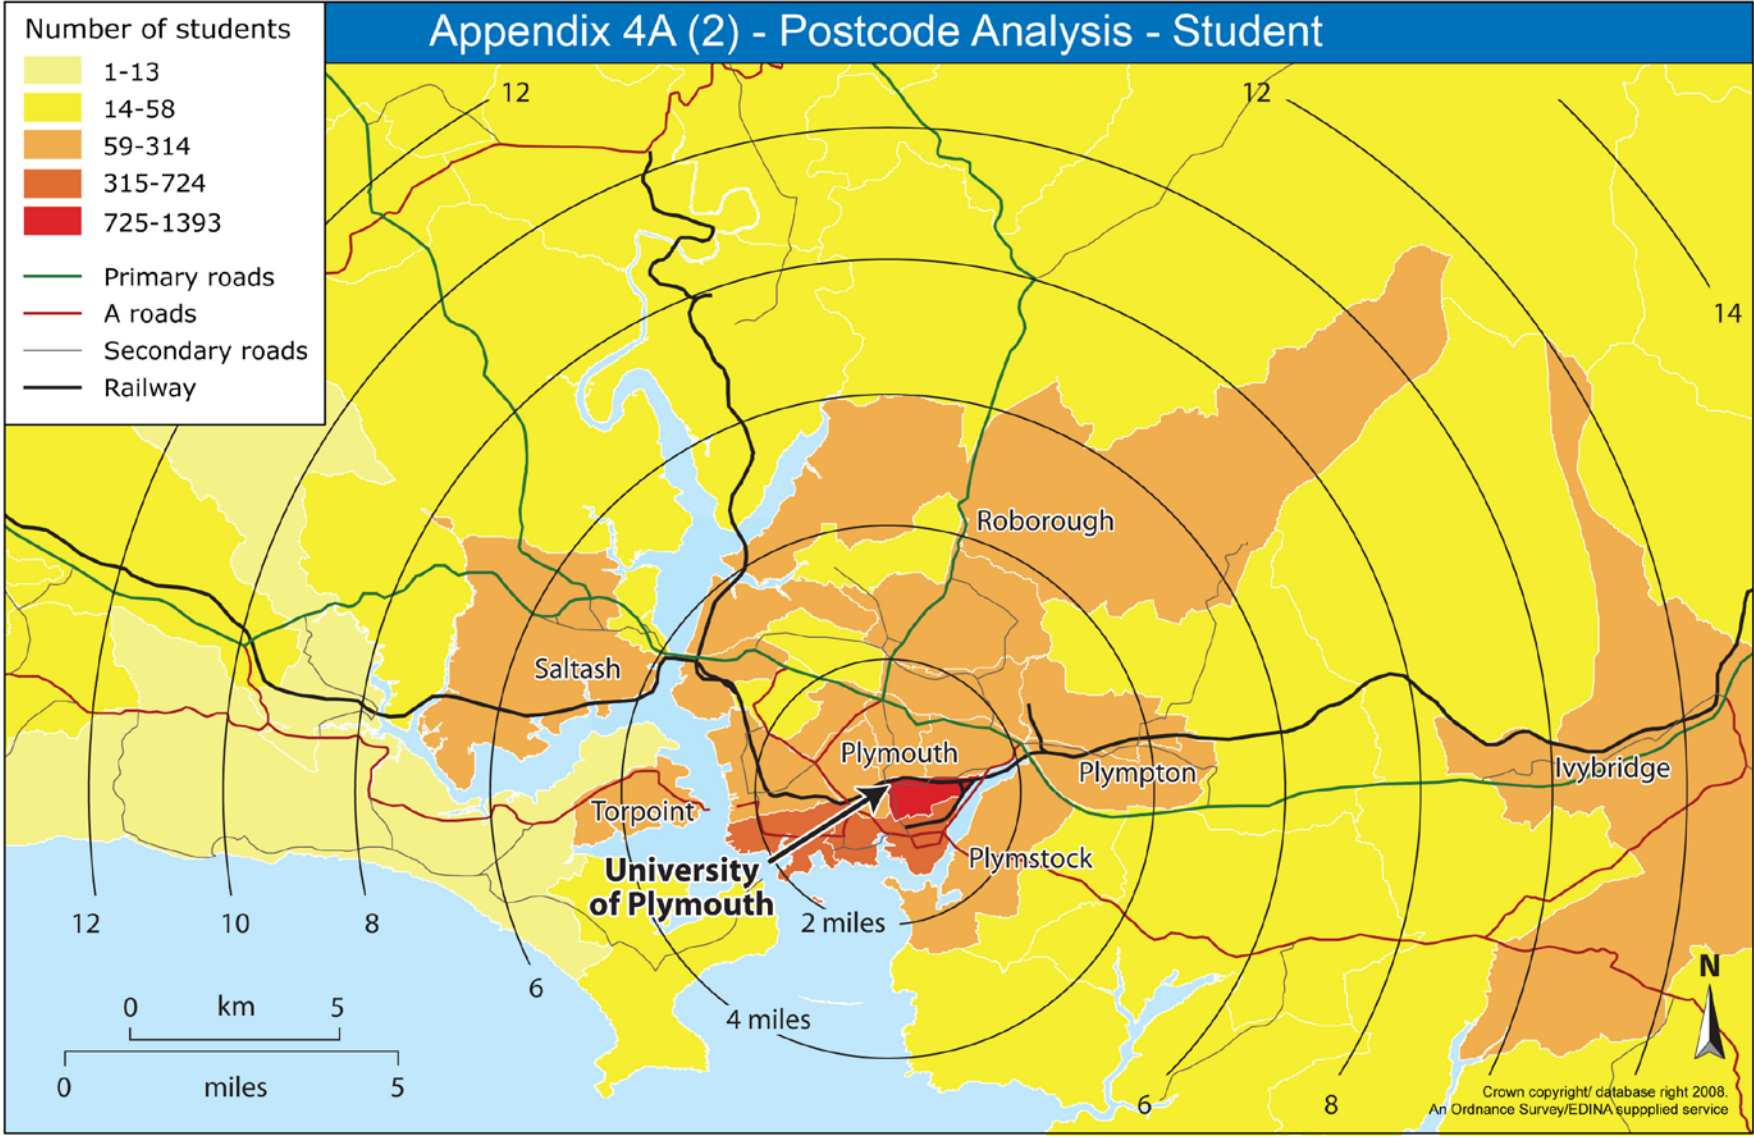 Appendix 4A (2) - Postcode Analysis - Student
Number of students
1-13
14-58
59-314
315-724
725-1393
Primary roads
A roads
Secondary roads
Railway
12
12
14
Roborough
Saltash
Plymouth
Plympton
Ivybridge
Torpoint
Plymstock
University
of Plymouth
2 miles
12
10
8
6
4 miles
6
8
0 km 5
0 miles 5
N
Crown copyright/ database right 2008.
An Ordnance Survey/EDINA suppplied service